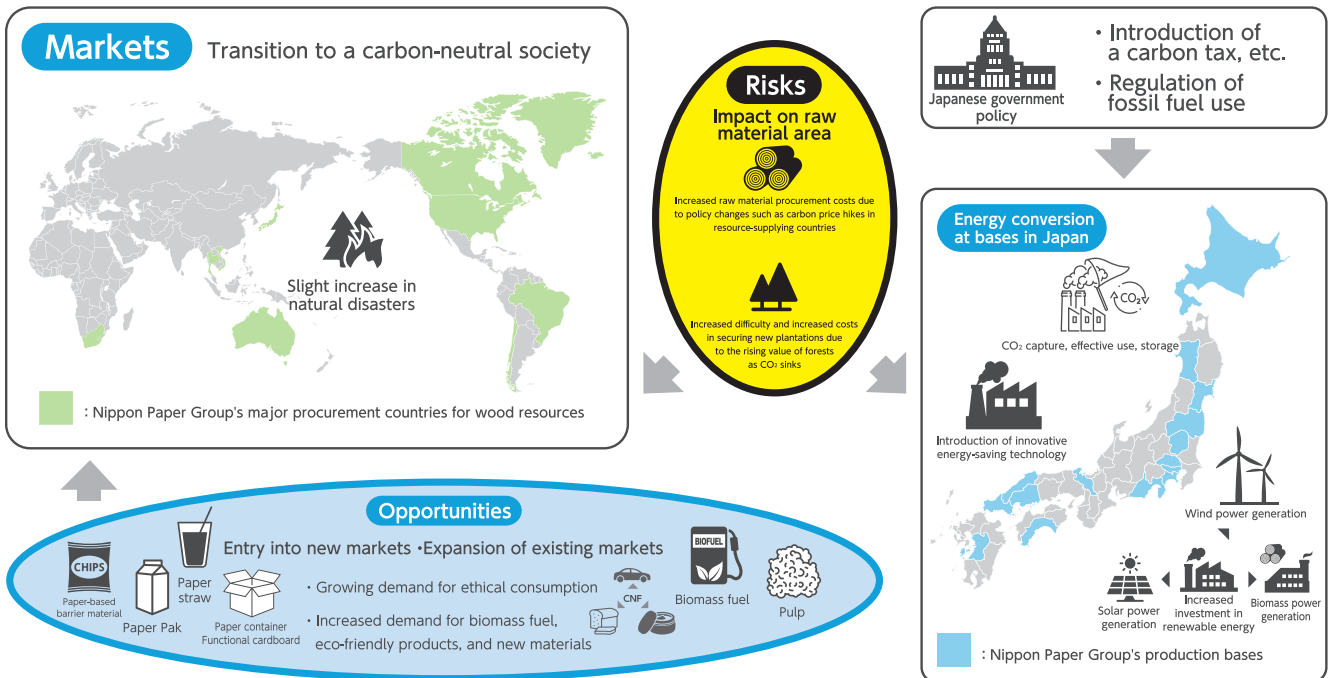 Markets
Transition to a carbon-neutral society
Slight increase in
natural disasters
: Nippon Paper Group's major procurement countries for wood resources
Risks
Impact on raw
material area
Increased raw material procurement costs due
to policy changes such as carbon price hikes in
resource-supplying countries
Increased difficulty and increased costs
in securing new plantations due
to the rising value of forests
as CO₂ sinks
Japanese government
policy
・Introduction of
a carbon tax, etc.
・Regulation of
fossil fuel use
Energy conversion
at bases in Japan
CO₂
CO₂ capture, effective use, storage
Introduction of innovative
energy-saving technology
Wind power generation
Solar power
generation
Increased
investment in
renewable energy
Biomass power
generation
: Nippon Paper Group's production bases
Opportunities
Entry into new markets ・Expansion of existing markets
・Growing demand for ethical consumption
・Increased demand for biomass fuel,
eco-friendly products, and new materials
CHIPS
Paper-based
barrier material
Paper Pak
Paper
straw
Paper container
Functional cardboard
CNF
BIOFUEL
Biomass fuel
Pulp